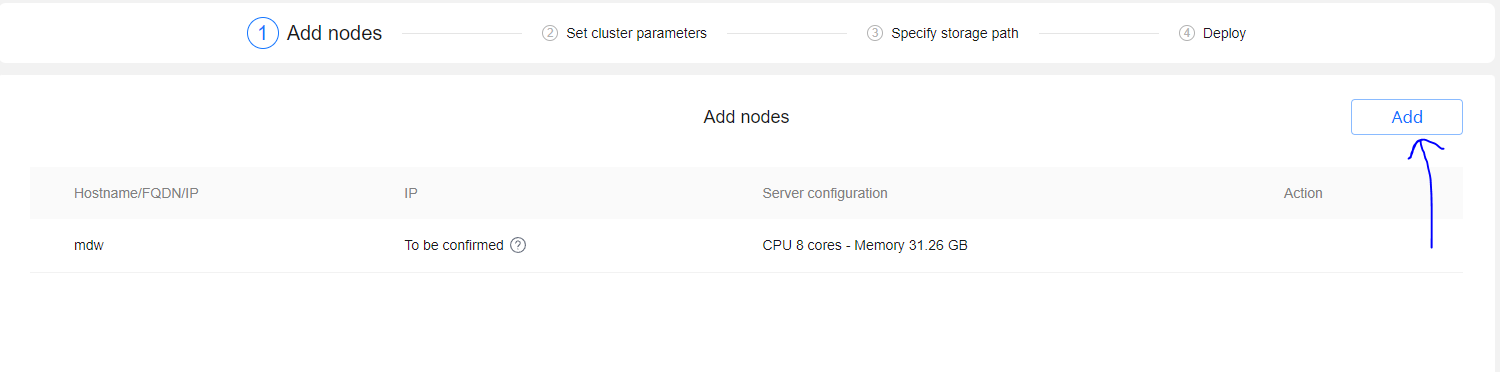 1 Add nodes 2 Set cluster parameters 3 Specify storage path 4 Deploy
Add nodes Add
Hostname/FQDN/IP IP Server configuration Action
mdw To be confirmed ? CPU 8 cores - Memory 31.26 GB